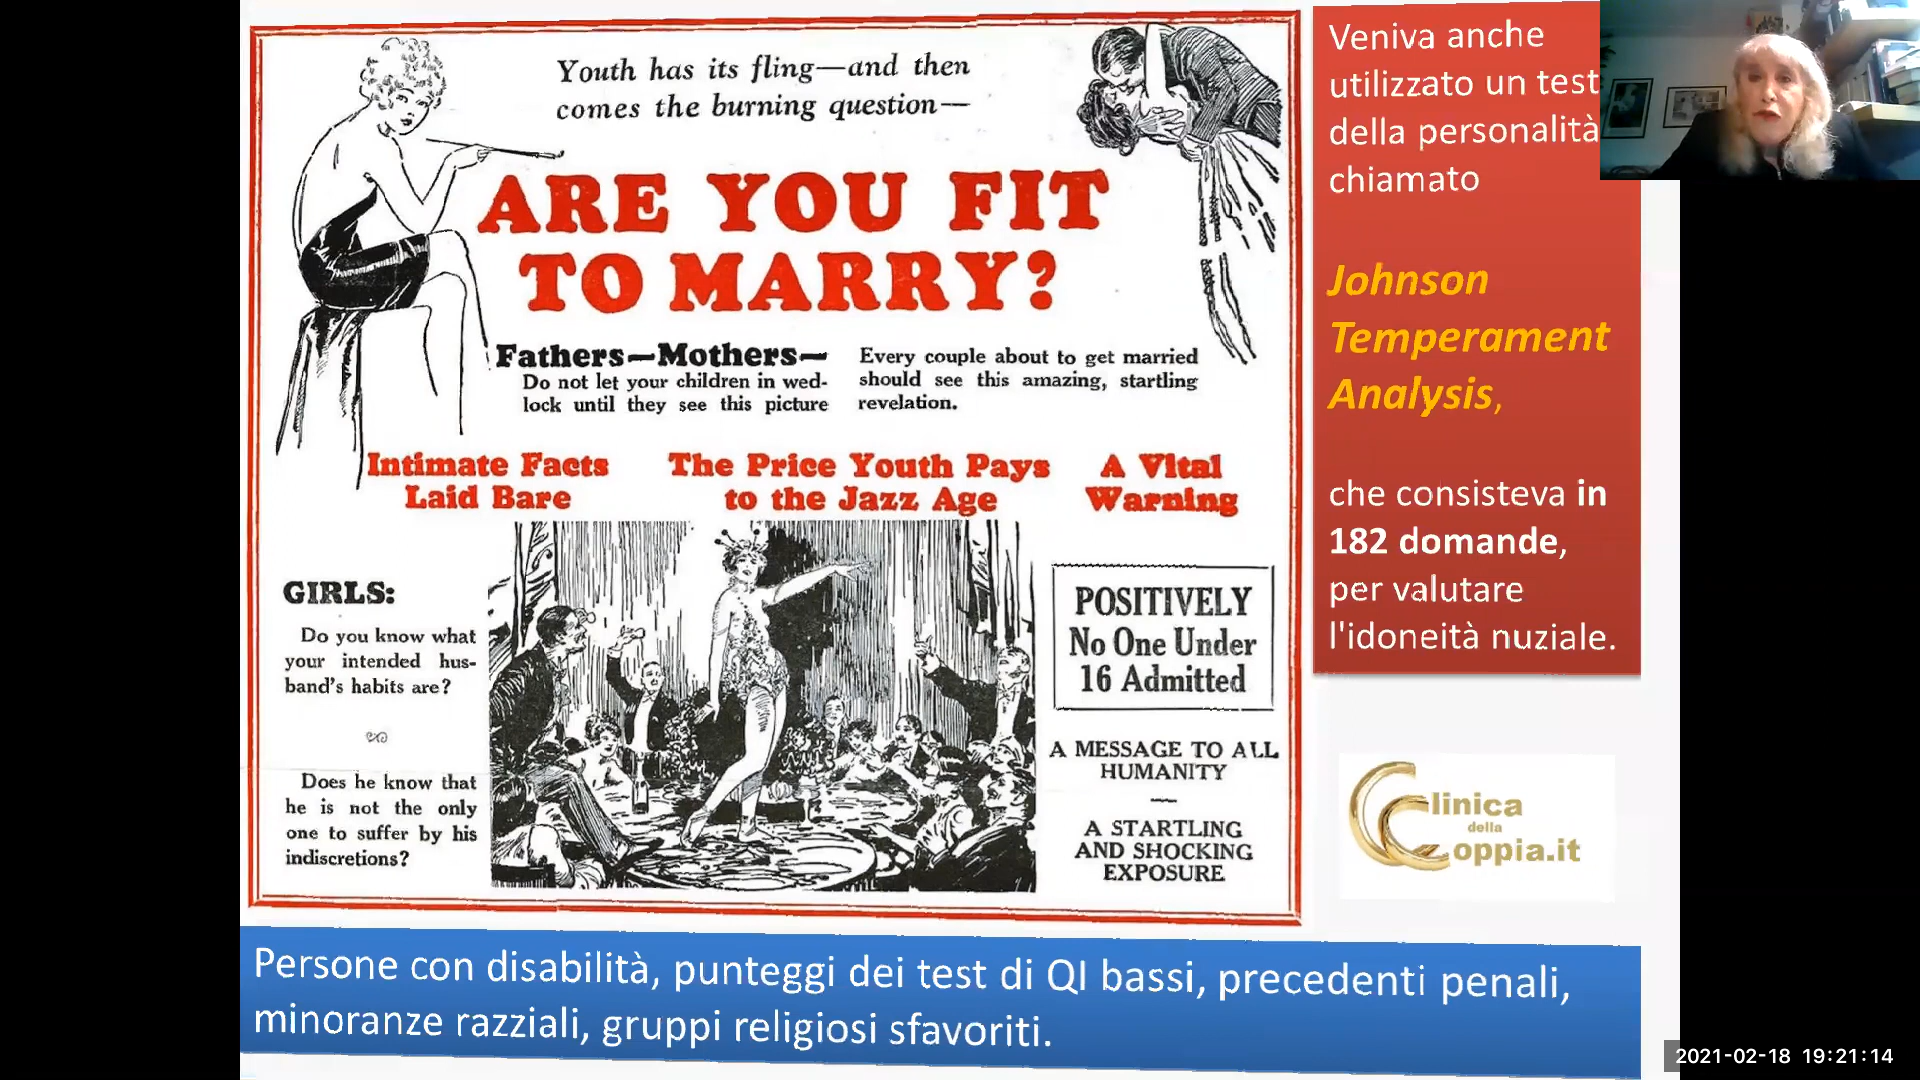 Youth has its fling—and then
comes the burning question—
ARE YOU FIT
TO MARRY?
Fathers—Mothers—
Do not let your children in wed-
lock until they see this picture
Every couple about to get married
should see this amazing, startling
revelation.
Intimate Facts
Laid Bare
The Price Youth Pays
to the Jazz Age
A Vital
Warning
GIRLS:
Do you know what
your intended hus-
band's habits are?
Does he know that
he is not the only
one to suffer by his
indiscretions?
POSITIVELY
No One Under
16 Admitted
A MESSAGE TO ALL
HUMANITY
A STARTLING
AND SHOCKING
EXPOSURE
Veniva anche
utilizzato un test
della personalità
chiamato
Johnson
Temperament
Analysis,
che consisteva in
182 domande,
per valutare
l'idoneità nuziale.
Clinica
della
Coppia.it
Persone con disabilità, punteggi dei test di QI bassi, precedenti penali,
minoranze razziali, gruppi religiosi sfavoriti.
2021-02-18 19:21:14